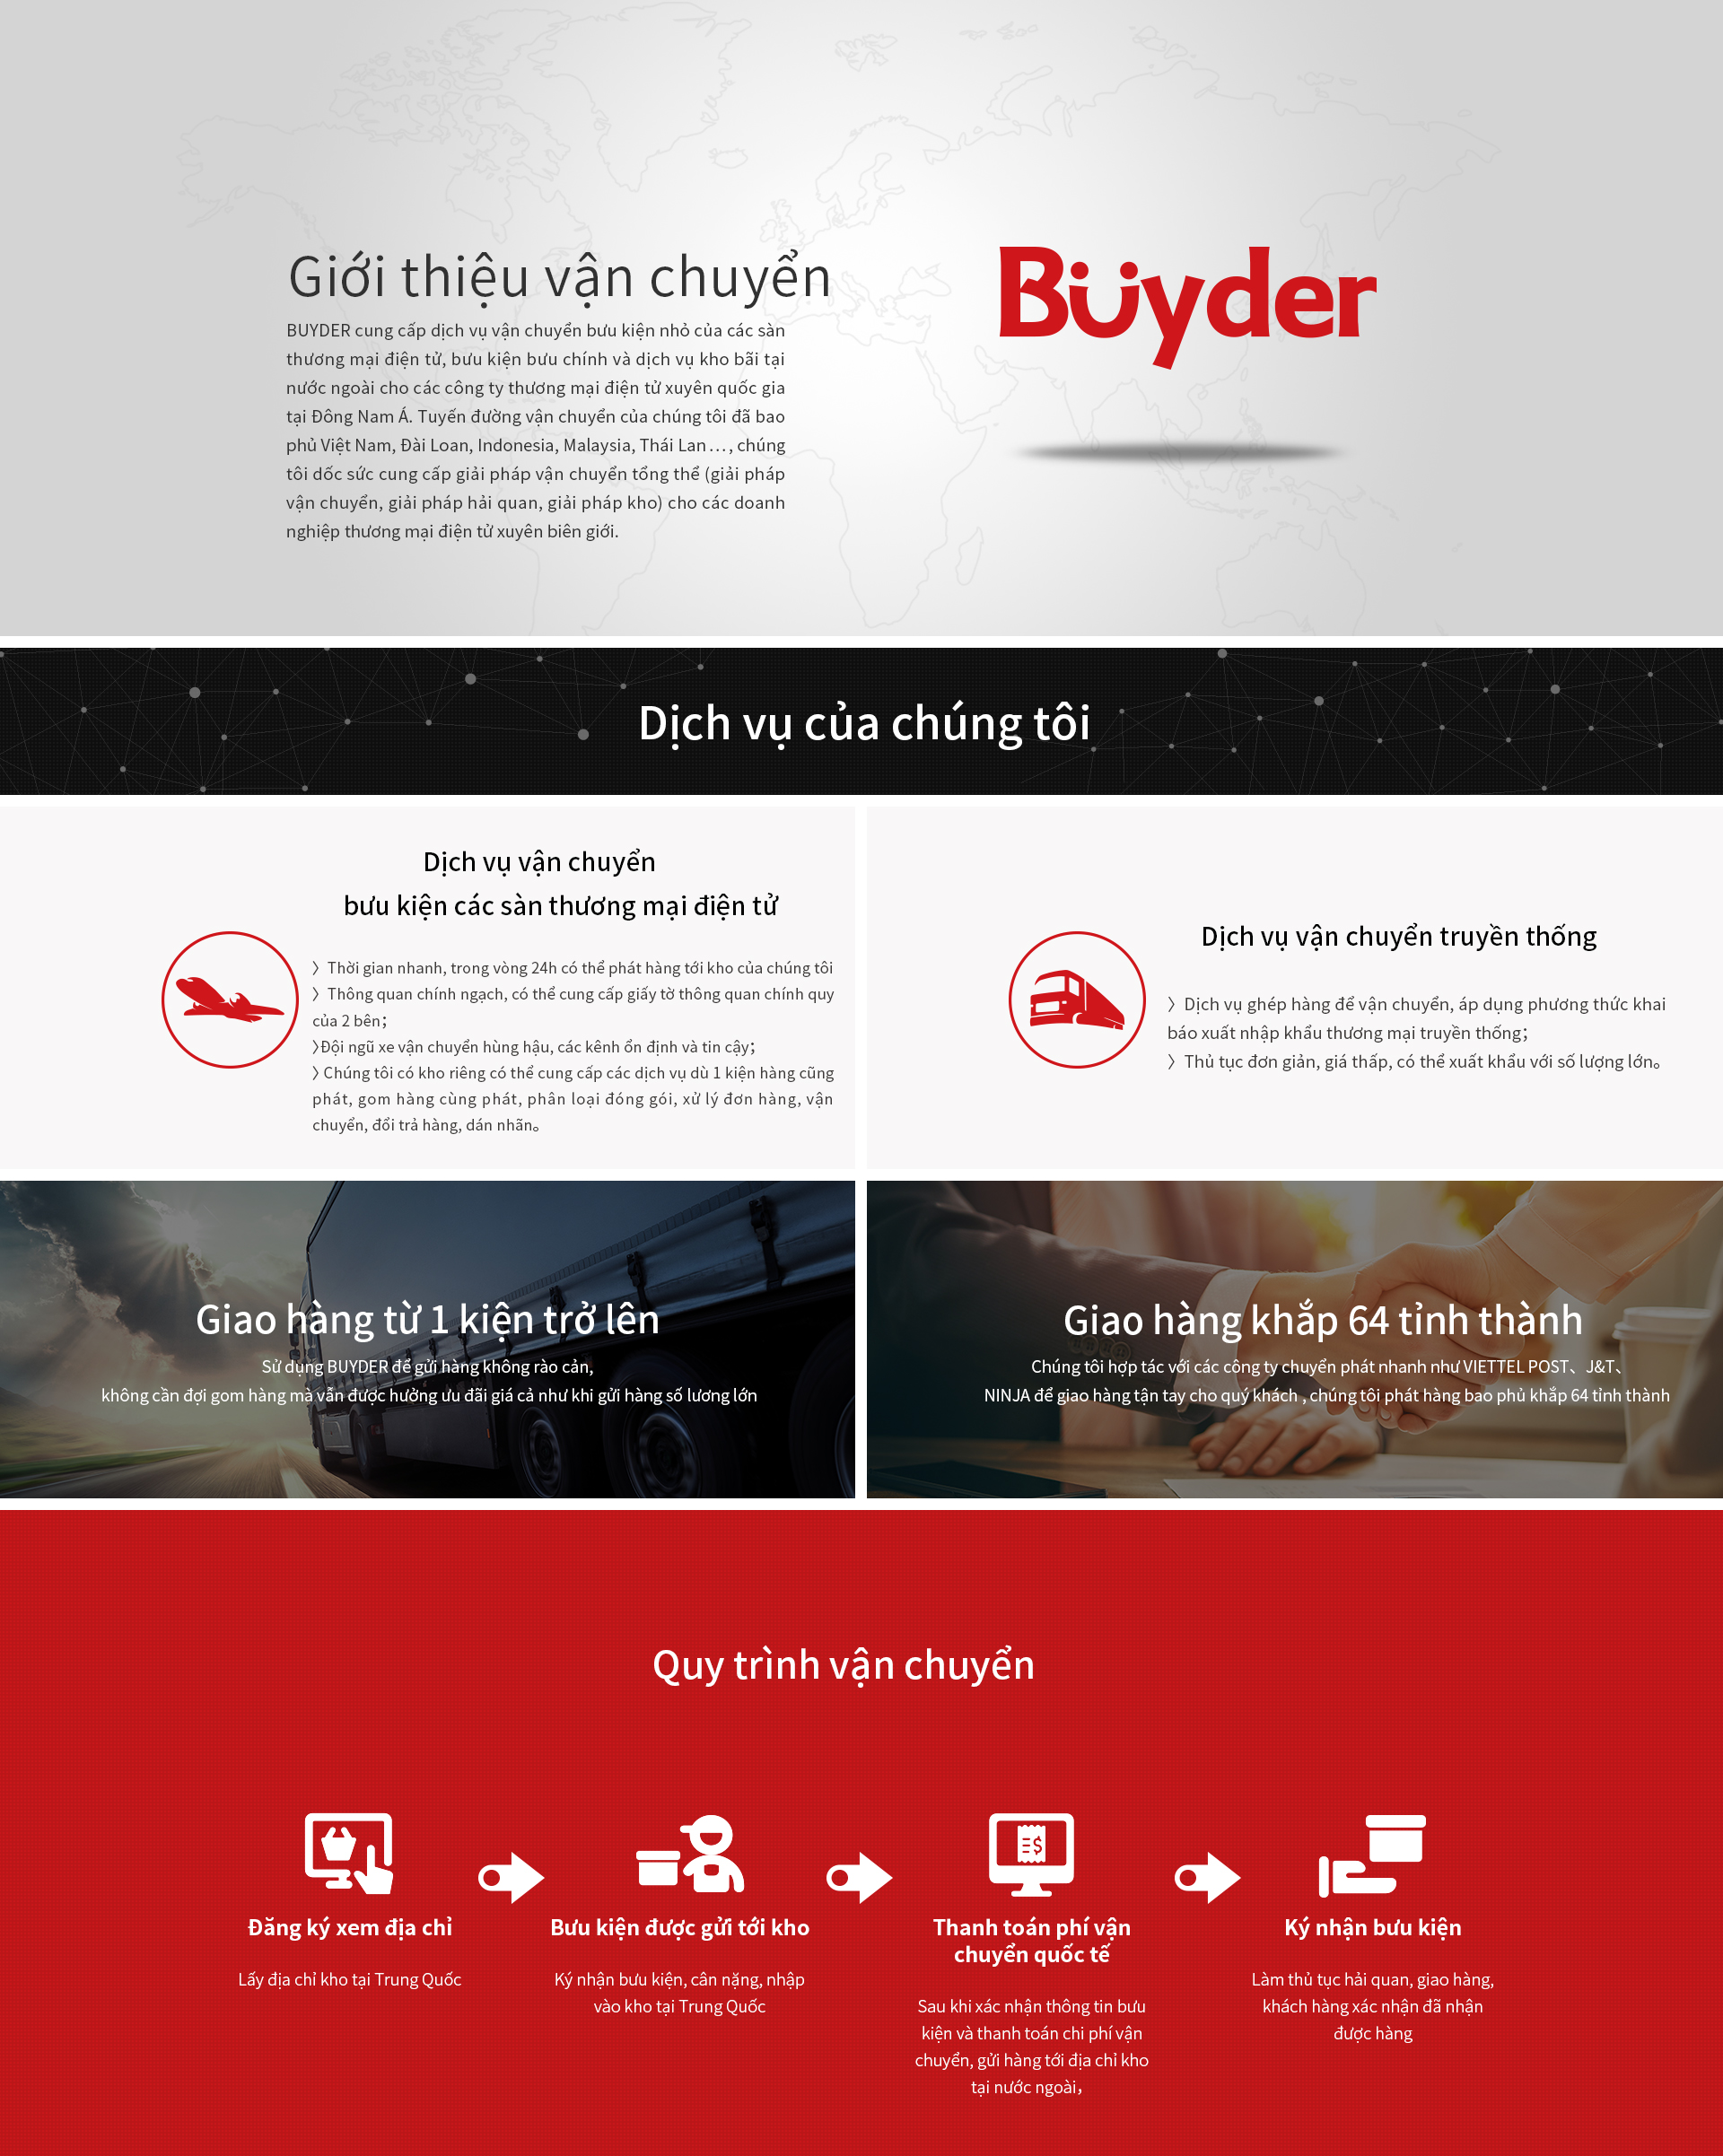 Giới thiệu vận chuyển
BUYDER cung cấp dịch vụ vận chuyển bưu kiện nhỏ của các sàn
thương mại điện tử, bưu kiện bưu chính và dịch vụ kho bãi tại
nước ngoài cho các công ty thương mại điện tử xuyên quốc gia
tại Đông Nam Á. Tuyến đường vận chuyển của chúng tôi đã bao
phủ Việt Nam, Đài Loan, Indonesia, Malaysia, Thái Lan…, chúng
tôi dốc sức cung cấp giải pháp vận chuyển tổng thể (giải pháp
vận chuyển, giải pháp hải quan, giải pháp kho) cho các doanh
nghiệp thương mại điện tử xuyên biên giới.
Buyder
Dịch vụ của chúng tôi
Dịch vụ vận chuyển
bưu kiện các sàn thương mại điện tử
〉Thời gian nhanh, trong vòng 24h có thể phát hàng tới kho của chúng tôi
〉Thông quan chính ngạch, có thể cung cấp giấy tờ thông quan chính quy
của 2 bên；
〉Đội ngũ xe vận chuyển hùng hậu, các kênh ổn định và tin cậy；
〉Chúng tôi có kho riêng có thể cung cấp các dịch vụ dù 1 kiện hàng cũng
phát, gom hàng cùng phát, phân loại đóng gói, xử lý đơn hàng, vận
chuyển, đổi trả hàng, dán nhãn。
Dịch vụ vận chuyển truyền thống
〉Dịch vụ ghép hàng để vận chuyển, áp dụng phương thức khai
báo xuất nhập khẩu thương mại truyền thống；
〉Thủ tục đơn giản, giá thấp, có thể xuất khẩu với số lượng lớn。
Giao hàng từ 1 kiện trở lên
Sử dụng BUYDER để gửi hàng không rào cản,
không cần đợi gom hàng mà vẫn được hưởng ưu đãi giá cả như khi gửi hàng số lương lớn
Giao hàng khắp 64 tỉnh thành
Chúng tôi hợp tác với các công ty chuyển phát nhanh như VIETTEL POST、J&T、
NINJA để giao hàng tận tay cho quý khách , chúng tôi phát hàng bao phủ khắp 64 tỉnh thành
Quy trình vận chuyển
Đăng ký xem địa chỉ
Lấy địa chỉ kho tại Trung Quốc
Bưu kiện được gửi tới kho
Ký nhận bưu kiện, cân nặng, nhập
vào kho tại Trung Quốc
$
Thanh toán phí vận
chuyển quốc tế
Sau khi xác nhận thông tin bưu
kiện và thanh toán chi phí vận
chuyển, gửi hàng tới địa chỉ kho
tại nước ngoài，
Ký nhận bưu kiện
Làm thủ tục hải quan, giao hàng,
khách hàng xác nhận đã nhận
được hàng